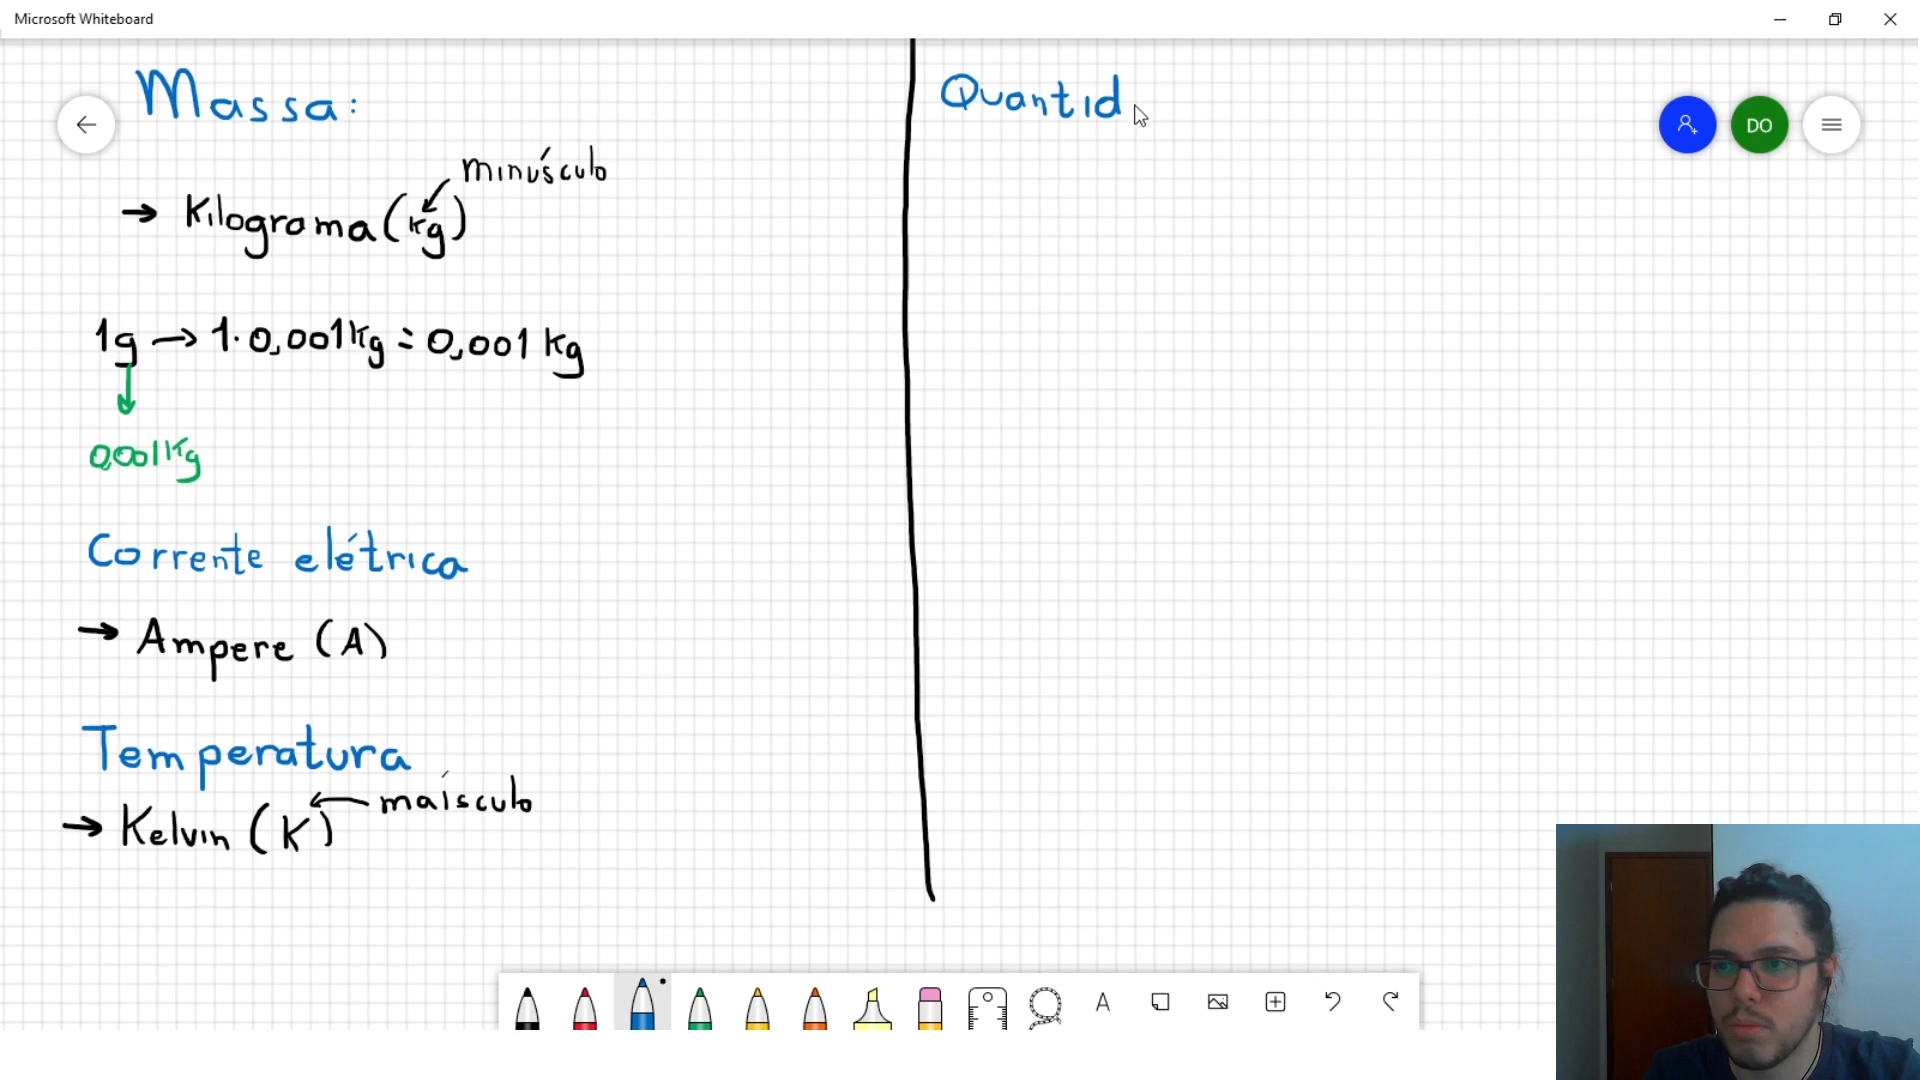 Microsoft Whiteboard
Massa:
minúsculo
→ Kilograma (kg)
1g → 1·0,001kg = 0,001 kg
0,001kg
Corrente elétrica
→ Ampere (A)
Temperatura
maísculo
→ Kelvin (K)
Quantid
DO
A